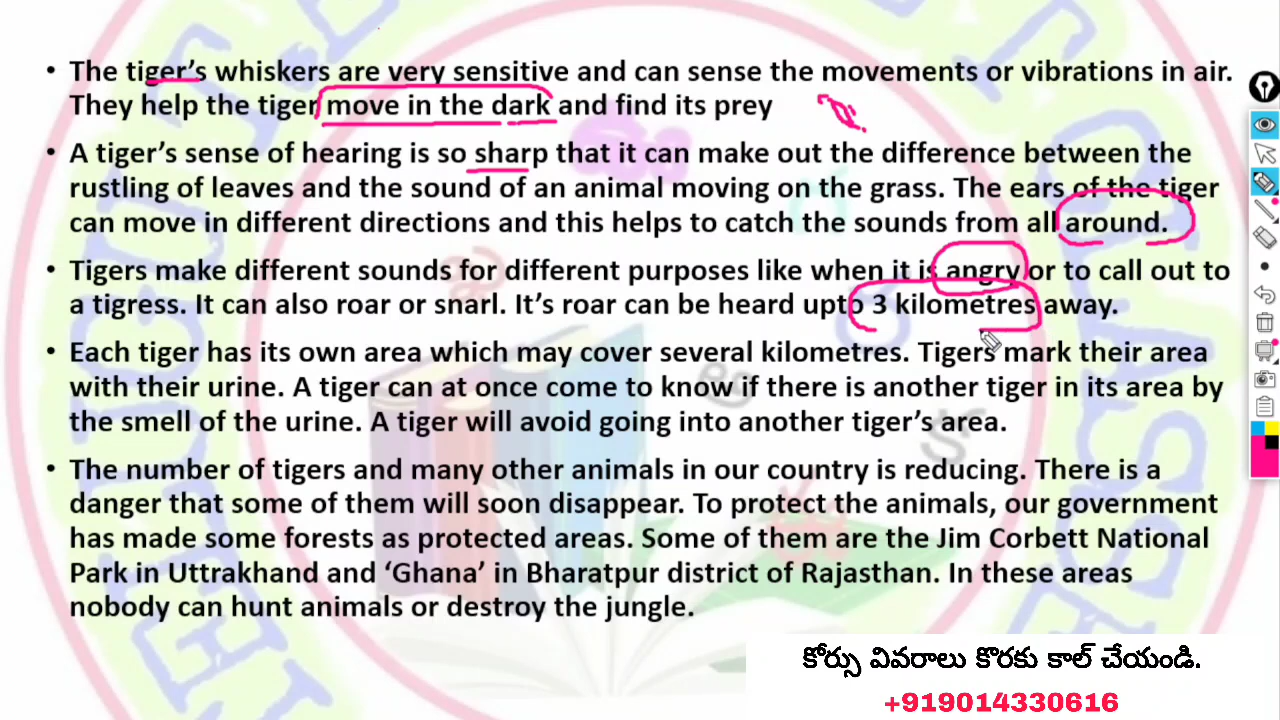 • The tiger's whiskers are very sensitive and can sense the movements or vibrations in air.
They help the tiger move in the dark and find its prey
• A tiger's sense of hearing is so sharp that it can make out the difference between the
rustling of leaves and the sound of an animal moving on the grass. The ears of the tiger
can move in different directions and this helps to catch the sounds from all around.
• Tigers make different sounds for different purposes like when it is angry or to call out to
a tigress. It can also roar or snarl. It's roar can be heard upto 3 kilometres away.
• Each tiger has its own area which may cover several kilometres. Tigers mark their area
with their urine. A tiger can at once come to know if there is another tiger in its area by
the smell of the urine. A tiger will avoid going into another tiger's area.
• The number of tigers and many other animals in our country is reducing. There is a
danger that some of them will soon disappear. To protect the animals, our government
has made some forests as protected areas. Some of them are the Jim Corbett National
Park in Uttrakhand and ‘Ghana’ in Bharatpur district of Rajasthan. In these areas
nobody can hunt animals or destroy the jungle.
కోర్సు వివరాలు కొరకు కాల్ చేయండి.
+919014330616